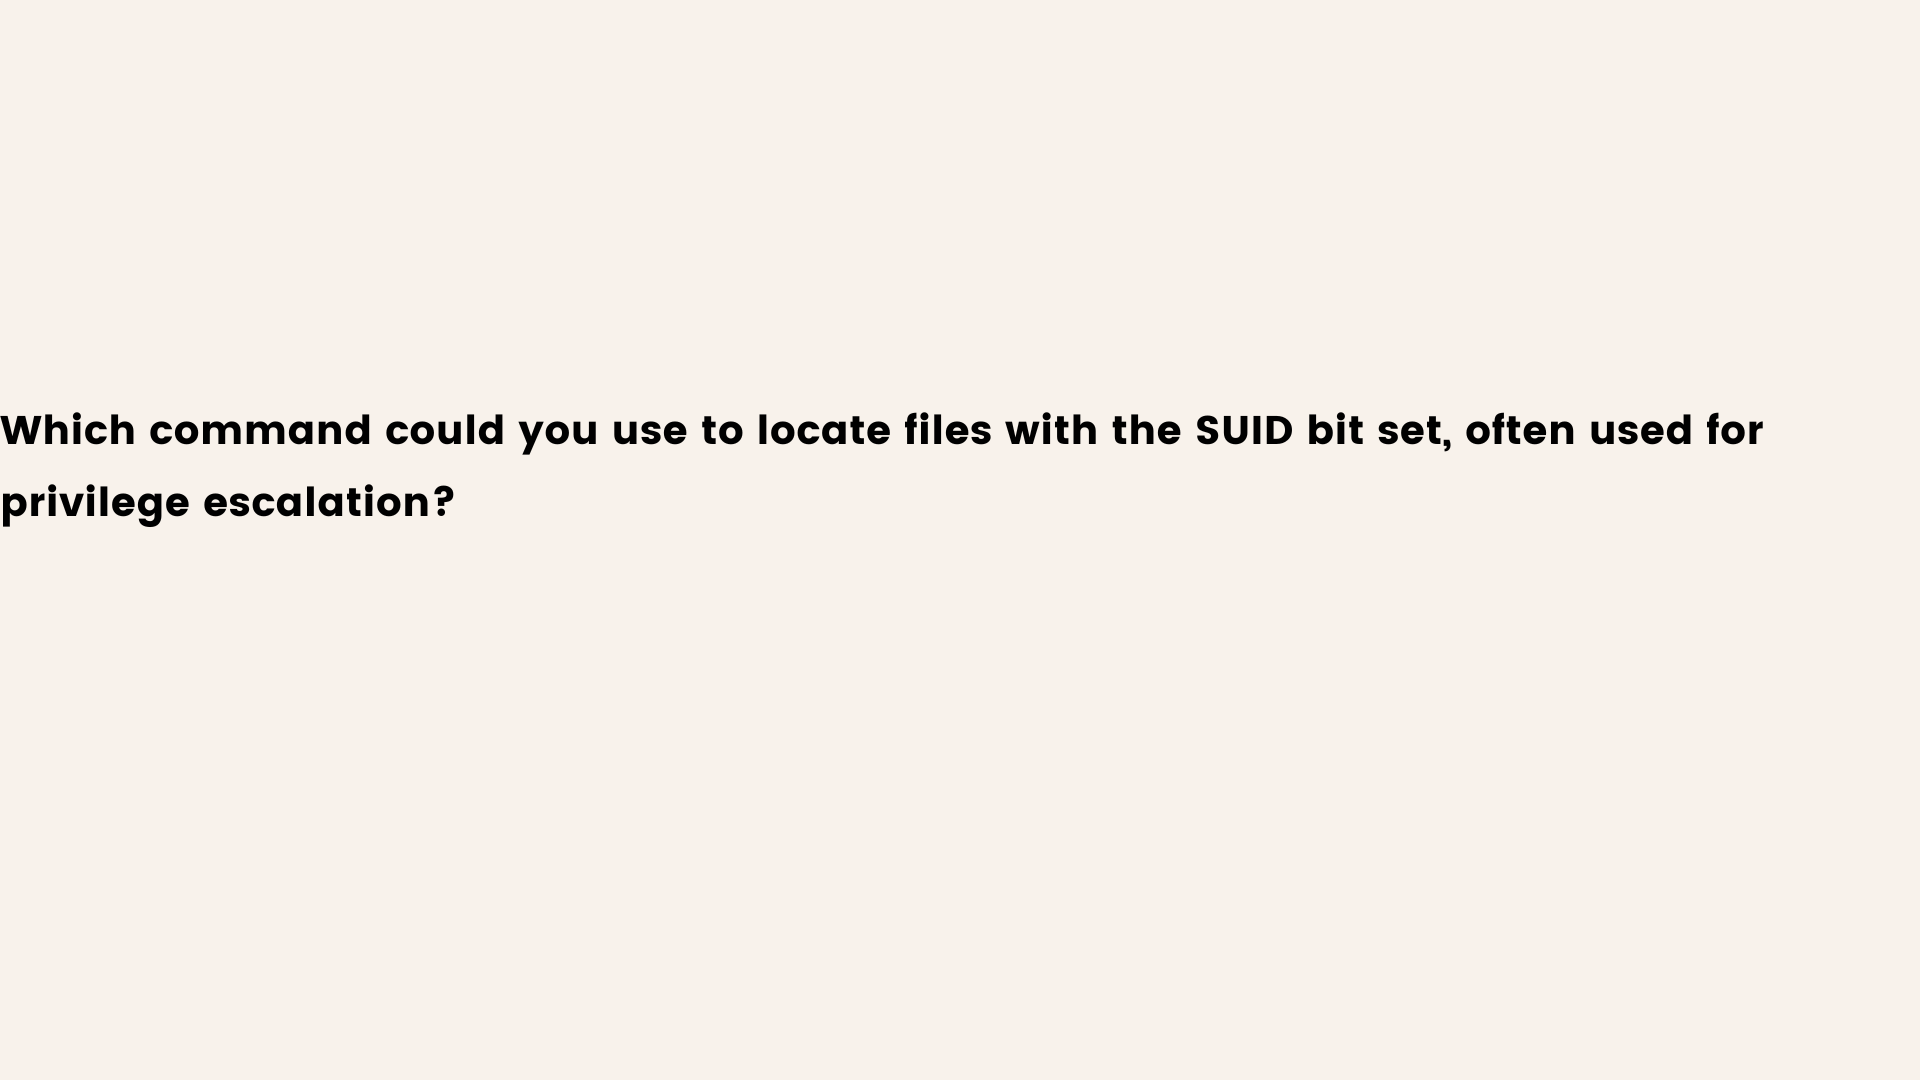 Which command could you use to locate files with the SUID bit set, often used for
privilege escalation?